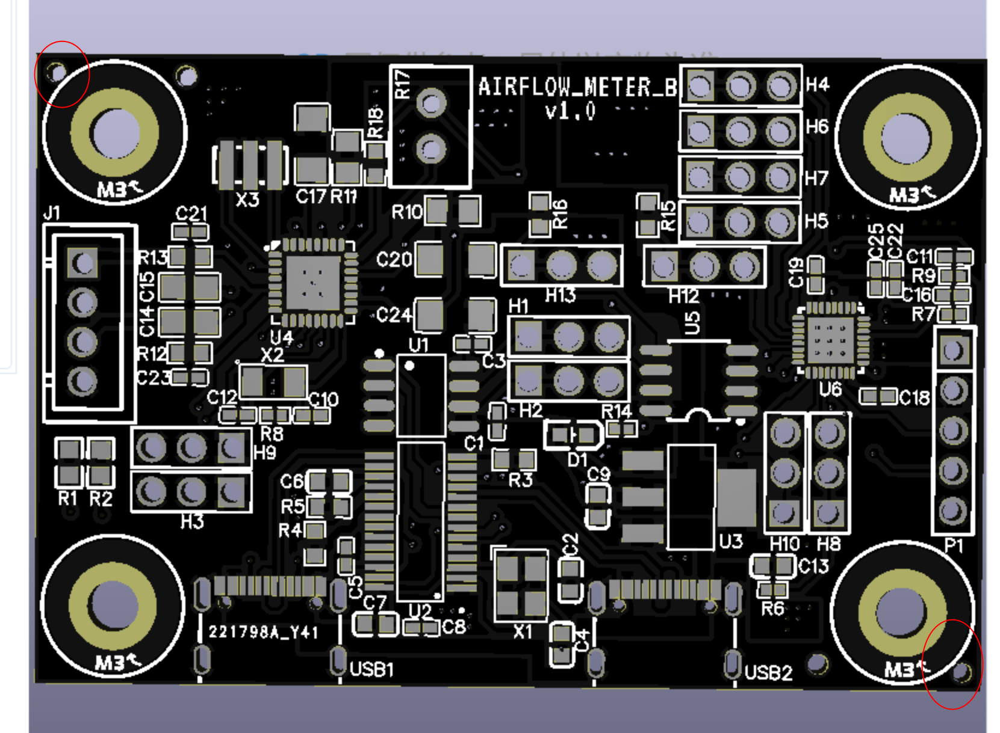 R17
AIRFLOW_METER_B
v1.0
H4
R18
H6
H7
M3
X3
C17
R11
M3
J1
C21
R10
R16
R15
H5
R13
C20
C25
C22
C11
C19
R9
C15
H13
H12
C16
C14
C24
H1
U5
R7
U4
U1
R12
X2
C3
C23
U6
C12
C10
H2
R14
C18
R8
C1
H9
D1
C6
R3
C9
R1
R2
R5
H3
R4
C2
U3
H10
H8
P1
C13
C5
C7
U2
R6
221798A_Y41
C8
X1
C4
M3
USB1
USB2
M3